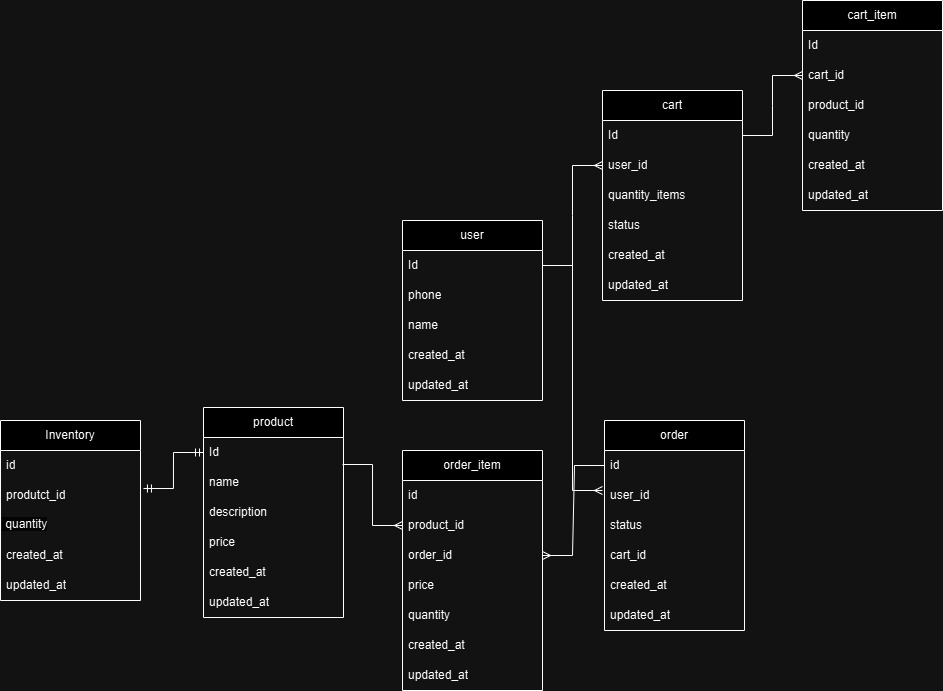 cart_item
Id
cart_id
product_id
quantity
created_at
updated_at
cart
Id
user_id
quantity_items
status
created_at
updated_at
user
Id
phone
name
created_at
updated_at
Inventory
id
produtct_id
quantity
created_at
updated_at
product
Id
name
description
price
created_at
updated_at
order_item
id
product_id
order_id
price
quantity
created_at
updated_at
order
id
user_id
status
cart_id
created_at
updated_at